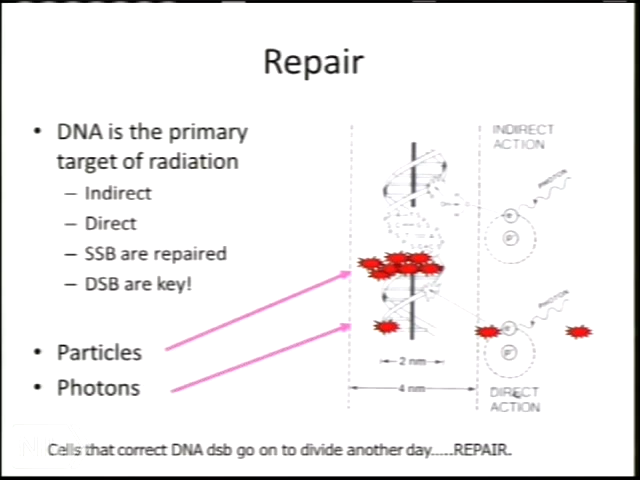 Repair
• DNA is the primary
target of radiation
– Indirect
– Direct
– SSB are repaired
– DSB are key!
• Particles
• Photons
INDIRECT
ACTION
PHOTON
e-
p+
PHOTON
e-
p+
2 nm
4 nm
DIRECT
ACTION
Cells that correct DNA dsb go on to divide another day.....REPAIR.